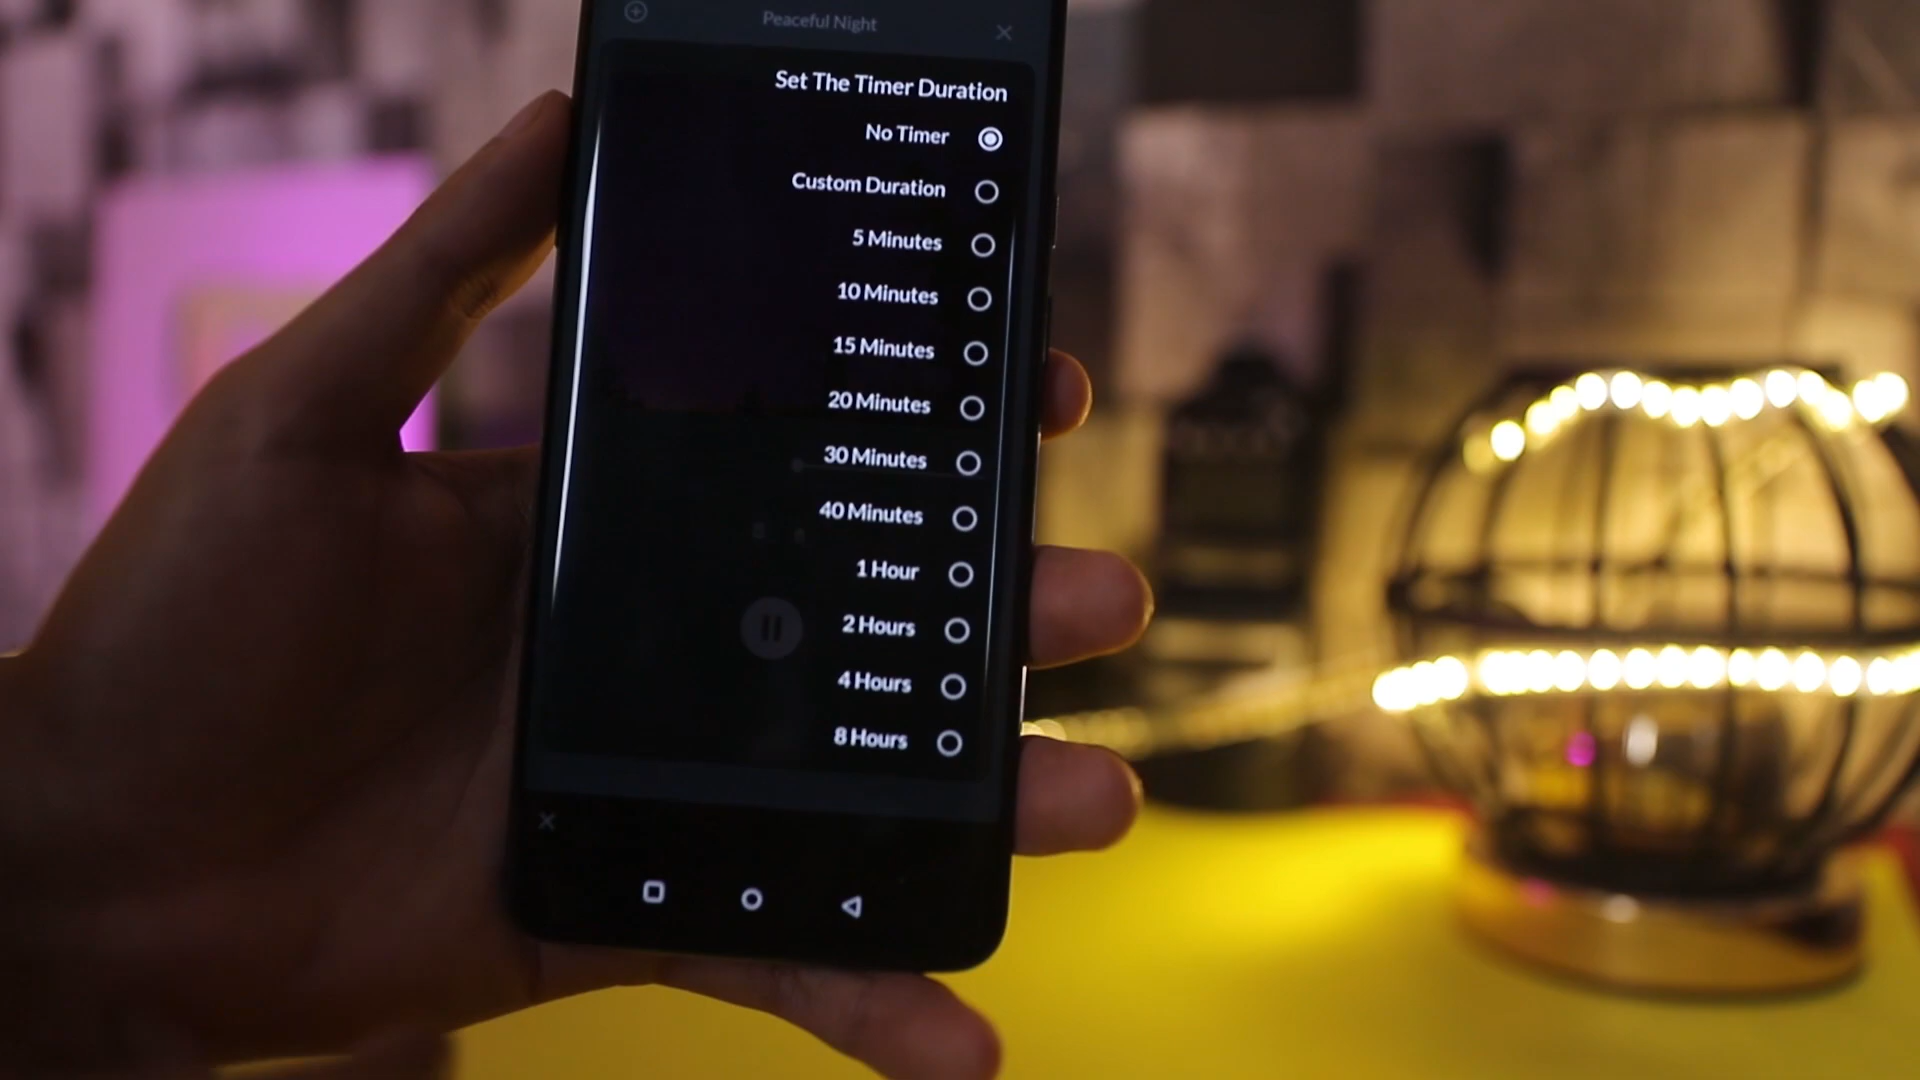 Peaceful Night
Set The Timer Duration
No Timer
Custom Duration
5 Minutes
10 Minutes
15 Minutes
20 Minutes
30 Minutes
40 Minutes
1 Hour
2 Hours
4 Hours
8 Hours